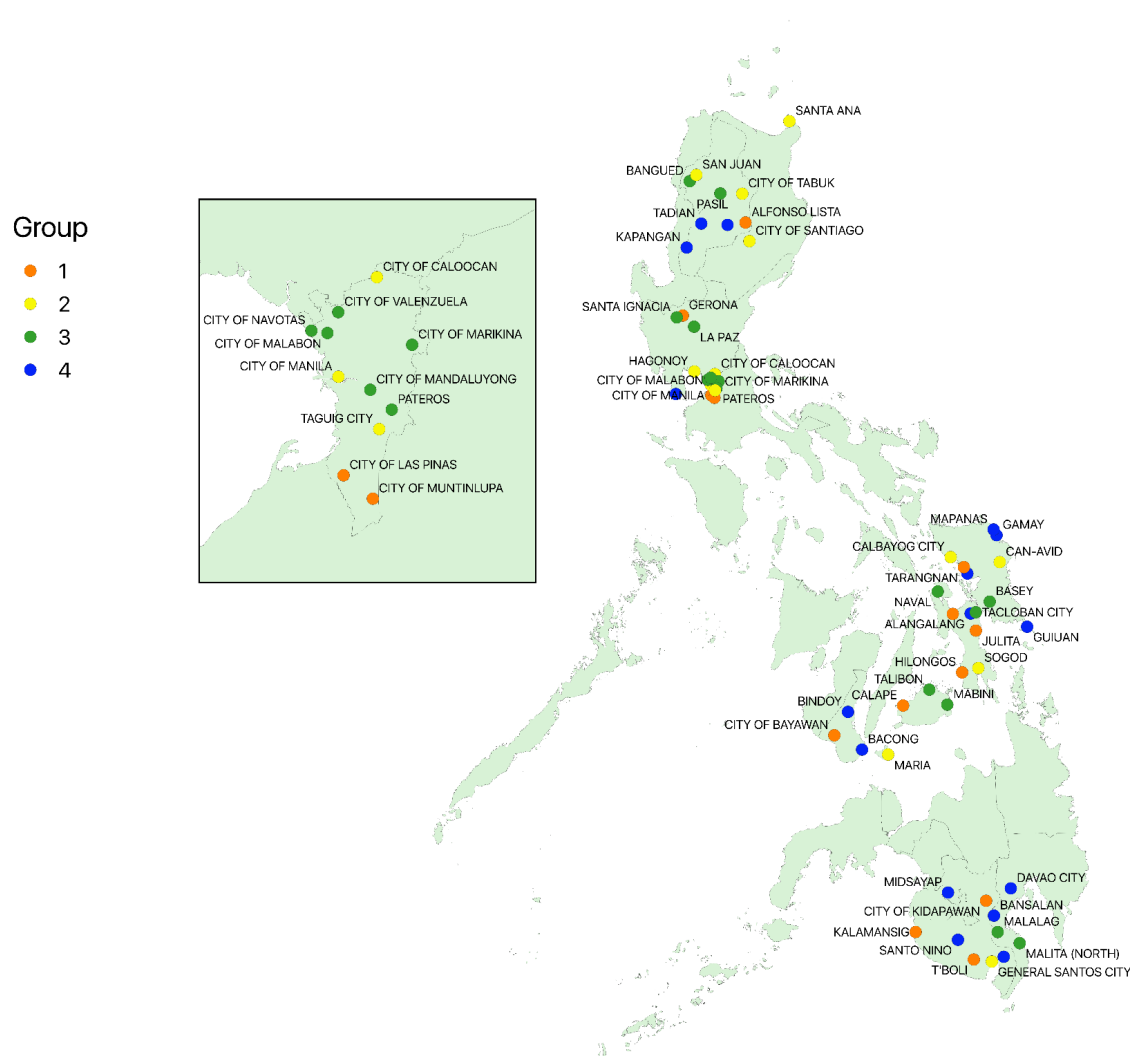 Group
1
2
3
4
CITY OF CALOOCAN
CITY OF VALENZUELA
CITY OF NAVOTAS
CITY OF MARIKINA
CITY OF MALABON
CITY OF MANILA
CITY OF MANDALUYONG
PATEROS
TAGUIG CITY
CITY OF LAS PINAS
CITY OF MUNTINLUPA
SANTA ANA
SAN JUAN
BANGUED
CITY OF TABUK
PASIL
TADIAN
ALFONSO LISTA
CITY OF SANTIAGO
KAPANGAN
SANTA IGNACIA
GERONA
LA PAZ
HAGONOY
CITY OF CALOOCAN
CITY OF MALABON
CITY OF MARIKINA
CITY OF MANILA
PATEROS
MAPANAS
GAMAY
CALBAYOG CITY
CAN-AVID
TARANGNAN
BASEY
NAVAL
TACLOBAN CITY
ALANGALANG
JULITA
GUIUAN
SOGOD
HILONGOS
TALIBON
CALAPE
MABINI
BINDOY
CITY OF BAYAWAN
BACONG
MARIA
DAVAO CITY
MIDSAYAP
BANSALAN
CITY OF KIDAPAWAN
MALALAG
KALAMANSIG
SANTO NINO
MALITA (NORTH)
T'BOLI
GENERAL SANTOS CITY